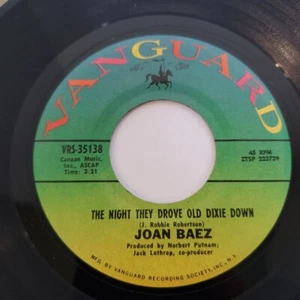 VANGUARD
VRS-35138
Canaan Music,
Inc., ASCAP
Time: 3:21
45 RPM
ZTSP 222729
THE NIGHT THEY DROVE OLD DIXIE DOWN
(J. Robbie Robertson)
JOAN BAEZ
Produced by Norbert Putnam;
Jack Lothrop, co-producer
MFG. BY VANGUARD RECORDING SOCIETY, INC., N.Y.